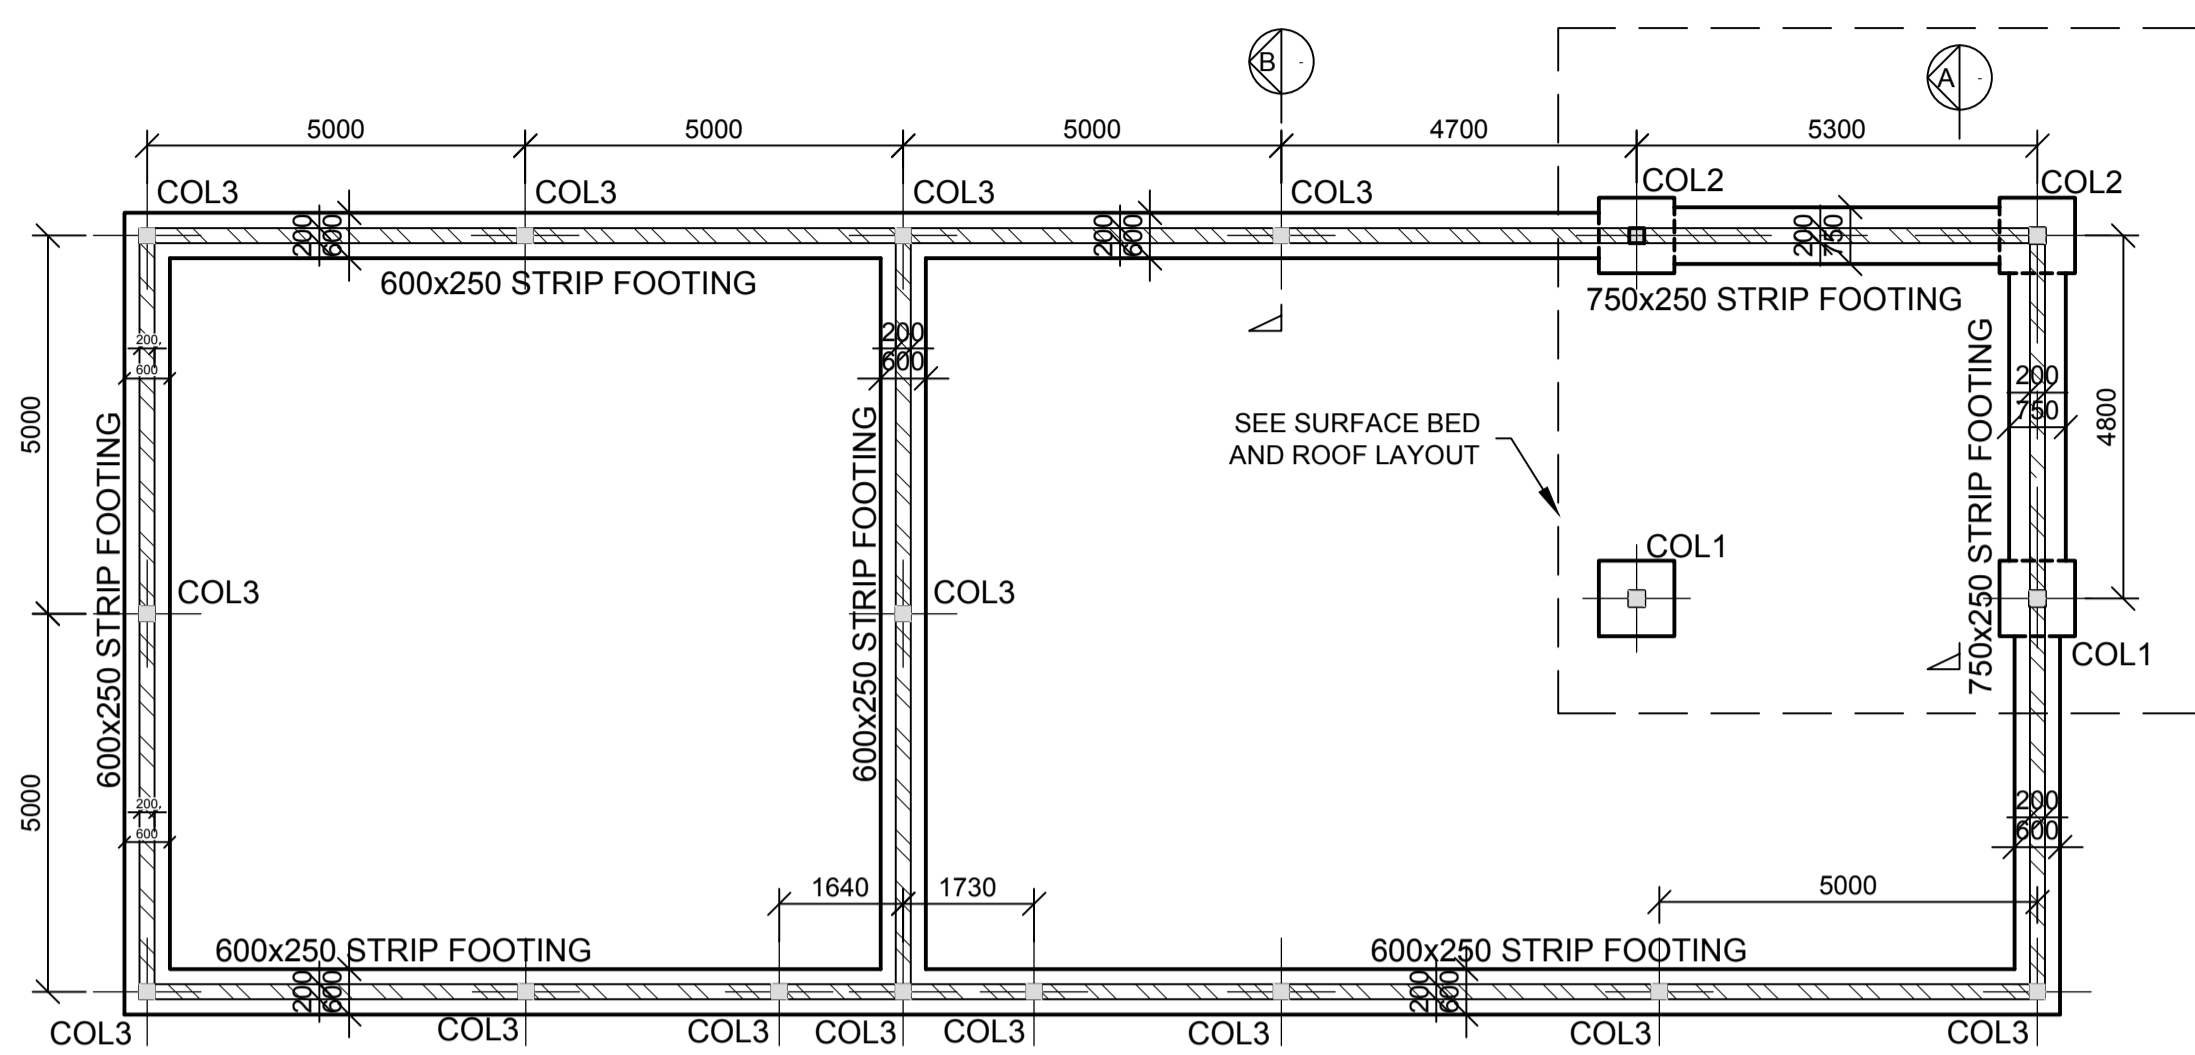 B -
A -
5000 5000 5000 4700 5300
COL3 COL3 COL3 COL3 COL2 COL2
200 600 200 600 200 750
600x250 STRIP FOOTING
750x250 STRIP FOOTING
200, 600
200 600
200 750
5000
4800
600x250 STRIP FOOTING
600x250 STRIP FOOTING
750x250 STRIP FOOTING
SEE SURFACE BED
AND ROOF LAYOUT
COL3 COL3 COL1
COL1
5000
200, 600
200 600
1640 1730 5000
600x250 STRIP FOOTING
600x250 STRIP FOOTING
200 600 200 600
COL3 COL3 COL3 COL3 COL3 COL3 COL3 COL3